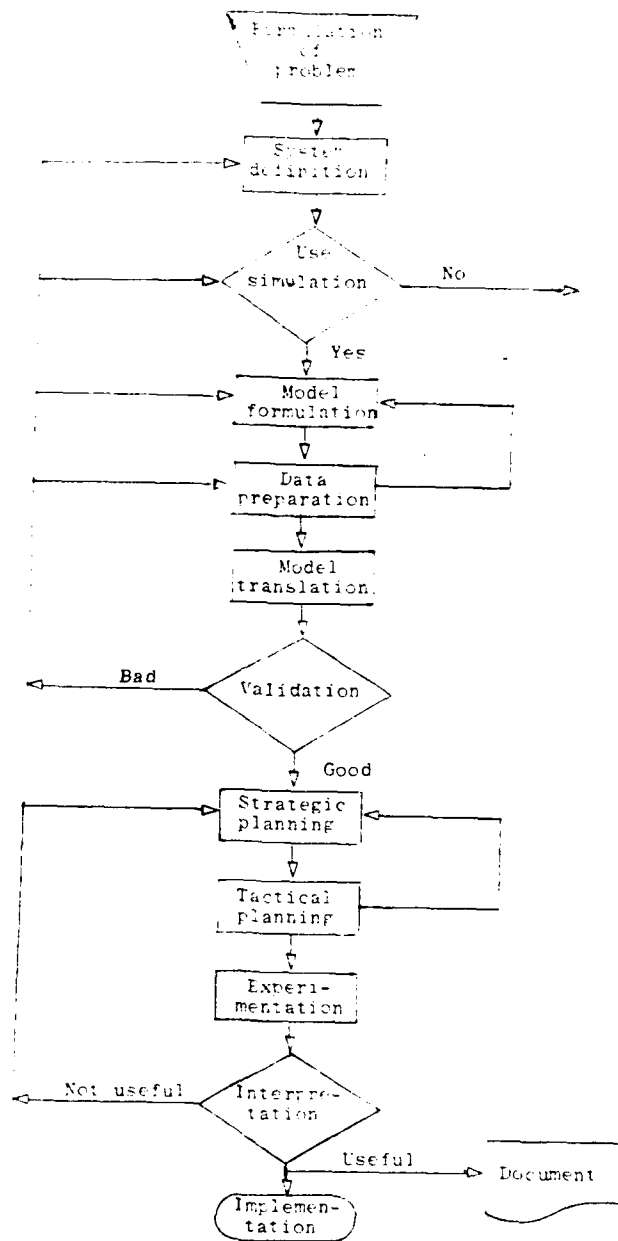 Formulation
of
problem
System
definition
Use
simulation
No
Yes
Model
formulation
Data
preparation
Model
translation
Bad
Validation
Good
Strategic
planning
Tactical
planning
Experi-
mentation
Not useful
Interpre-
tation
Useful
Document
Implemen-
tation